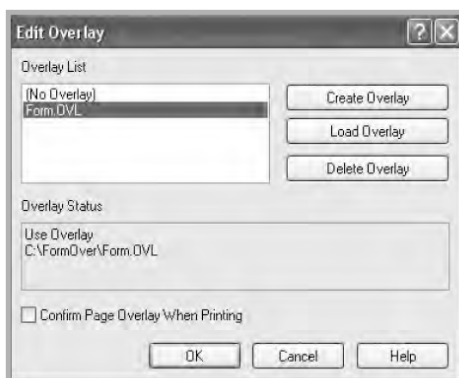 Edit Overlay
Overlay List
(No Overlay)
Form.OVL
Create Overlay
Load Overlay
Delete Overlay
Overlay Status
Use Overlay
C:\FormOver\Form.OVL
Confirm Page Overlay When Printing
OK
Cancel
Help